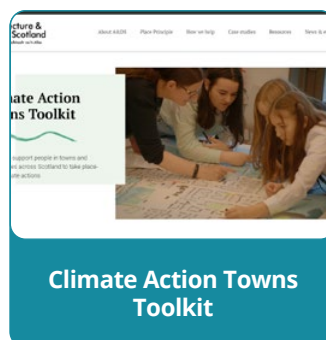 cture &
Scotland
About A&DS Place Principle How we help Case studies Resources News &
ate Action
ns Toolkit
support people in towns and
across Scotland to take place-
ate actions
Climate Action Towns
Toolkit